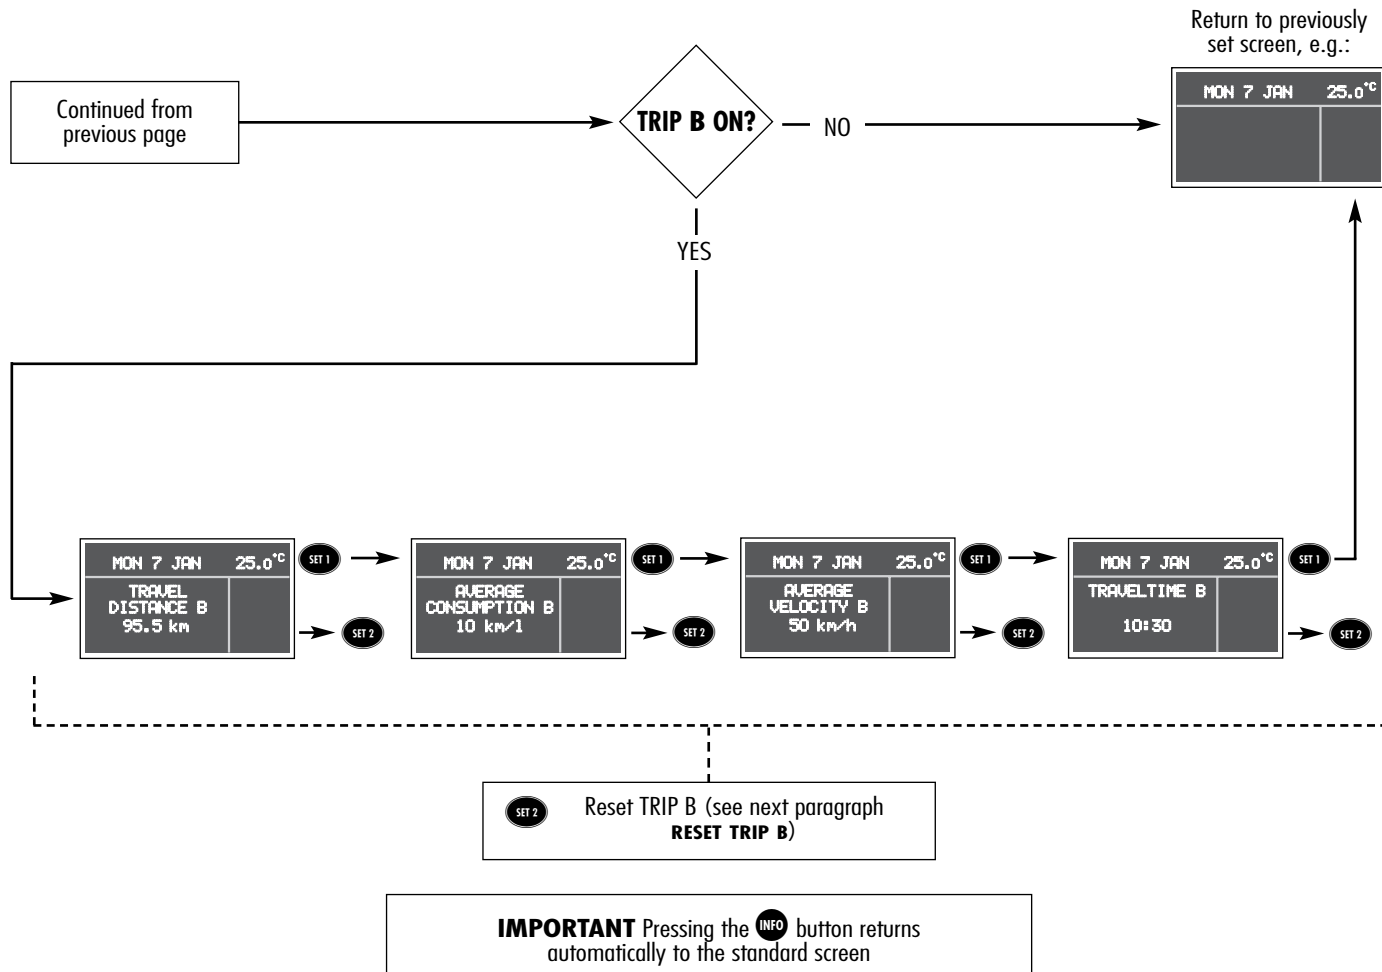 Return to previously
set screen, e.g.:
MON 7 JAN 25.0°C
Continued from
previous page
TRIP B ON?
NO
YES
MON 7 JAN 25.0°C
TRAVEL
DISTANCE B
95.5 km
SET 1
SET 2
MON 7 JAN 25.0°C
AVERAGE
CONSUMPTION B
10 km/l
SET 1
SET 2
MON 7 JAN 25.0°C
AVERAGE
VELOCITY B
50 km/h
SET 1
SET 2
MON 7 JAN 25.0°C
TRAVELTIME B
10:30
SET 1
SET 2
SET 2 Reset TRIP B (see next paragraph
RESET TRIP B)
IMPORTANT Pressing the INFO button returns
automatically to the standard screen